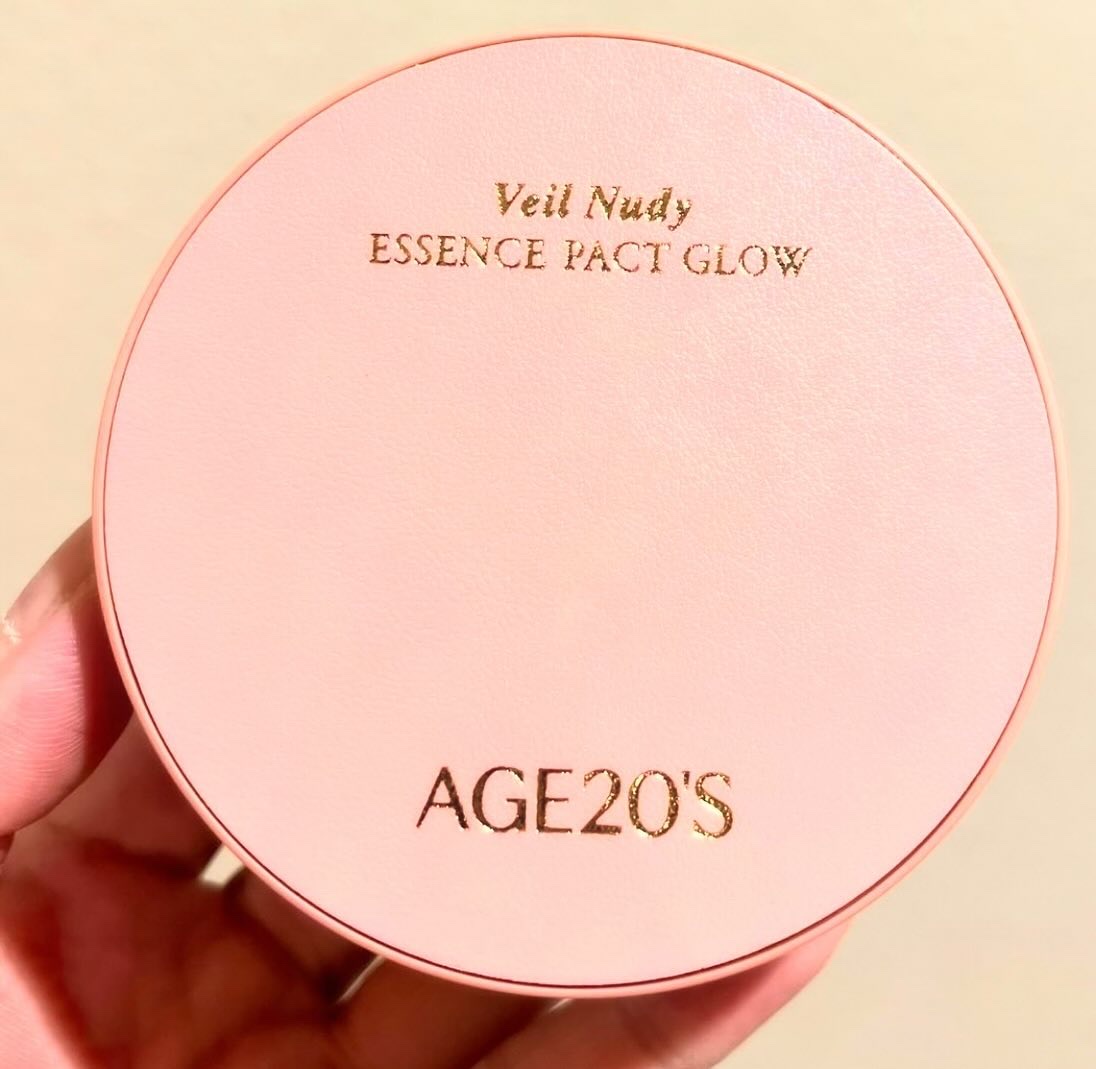 Veil Nudy
ESSENCE PACT GLOW
AGE20'S